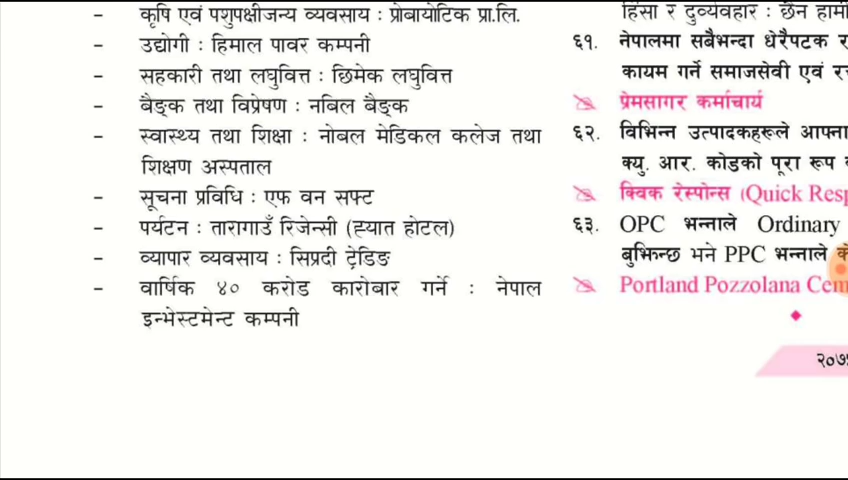 - कृषि एवं पशुपक्षीजन्य व्यवसाय : प्रोबायोटिक प्रा.लि.
- उद्योगी : हिमाल पावर कम्पनी
- सहकारी तथा लघुवित्त : छिमेक लघुवित्त
- बैङ्क तथा विप्रेषण : नबिल बैङ्क
- स्वास्थ्य तथा शिक्षा : नोबल मेडिकल कलेज तथा
शिक्षण अस्पताल
- सूचना प्रविधि : एफ वन सफ्ट
- पर्यटन : तारागाउँ रिजेन्सी (ह्यात होटल)
- व्यापार व्यवसाय : सिप्रदी ट्रेडिङ
- वार्षिक ४० करोड कारोबार गर्ने : नेपाल
इन्भेस्टमेन्ट कम्पनी
हिंसा र दुर्व्यवहार : छैन हामी
६१. नेपालमा सबैभन्दा धेरैपटक र
कायम गर्ने समाजसेवी एवं
प्रेमसागर कर्माचार्य
६२. विभिन्न उत्पादकहरूले आफ्ना
क्यु. आर. कोडको पूरा रूप
क्विक रेस्पोन्स (Quick Resp
६३. OPC भन्नाले Ordinary
बुझिन्छ भने PPC भन्नाले
Portland Pozzolana Cem
२०७